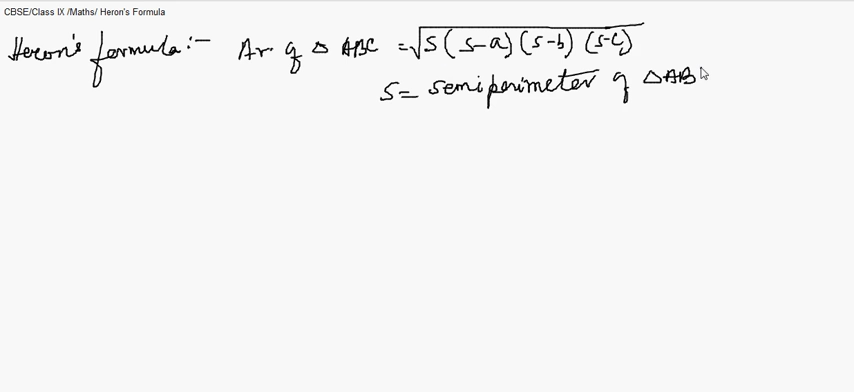 CBSE/Class IX /Maths/ Heron's Formula
Heron's formula :- Ar. of △ ABC = √S(S-a)(S-b)(S-c)
S = semiperimeter of △AB